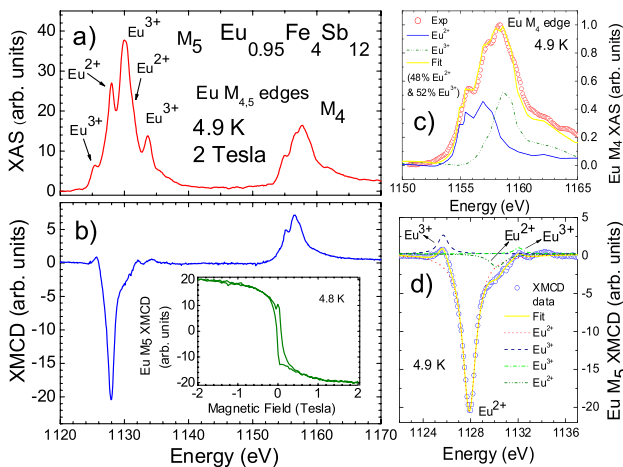 a)
Eu3+
Eu2+
Eu3+
Eu2+
Eu3+
M5
Eu0.95Fe4Sb12
Eu M4,5 edges
4.9 K
2 Tesla
M4
XAS (arb. units)
40
30
20
10
0
b)
XMCD (arb. units)
5
0
-5
-10
-15
-20
1120 1130 1140 1150 1160 1170
Energy (eV)
4.8 K
Eu M5 XMCD
(arb. units)
20
10
0
-10
-20
-2 -1 0 1 2
Magnetic Field (Tesla)
c)
Exp
Eu2+
Eu3+
Fit
(48% Eu2+
& 52% Eu3+)
Eu M4 edge
4.9 K
1.0
0.8
0.6
0.4
0.2
0.0
Eu M4 XAS (arb. units)
1150 1155 1160 1165
Energy (eV)
d)
Eu3+
Eu2+
Eu3+
XMCD
data
Fit
Eu2+
Eu3+
Eu3+
Eu2+
4.9 K
Eu2+
5
0
-5
-10
-15
-20
Eu M5 XMCD (arb. units)
1124 1128 1132 1136
Energy (eV)